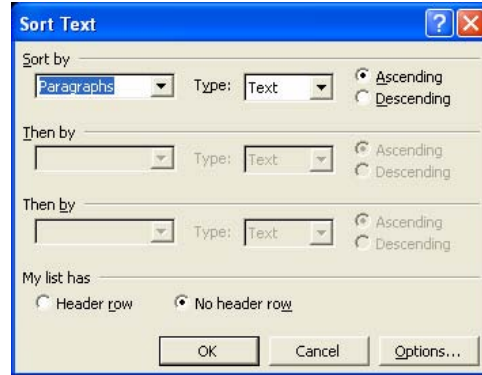 Sort Text
Sort by
Paragraphs Type: Text Ascending
Descending
Then by
Type: Text Ascending
Descending
Then by
Type: Text Ascending
Descending
My list has
Header row No header row
OK Cancel Options...